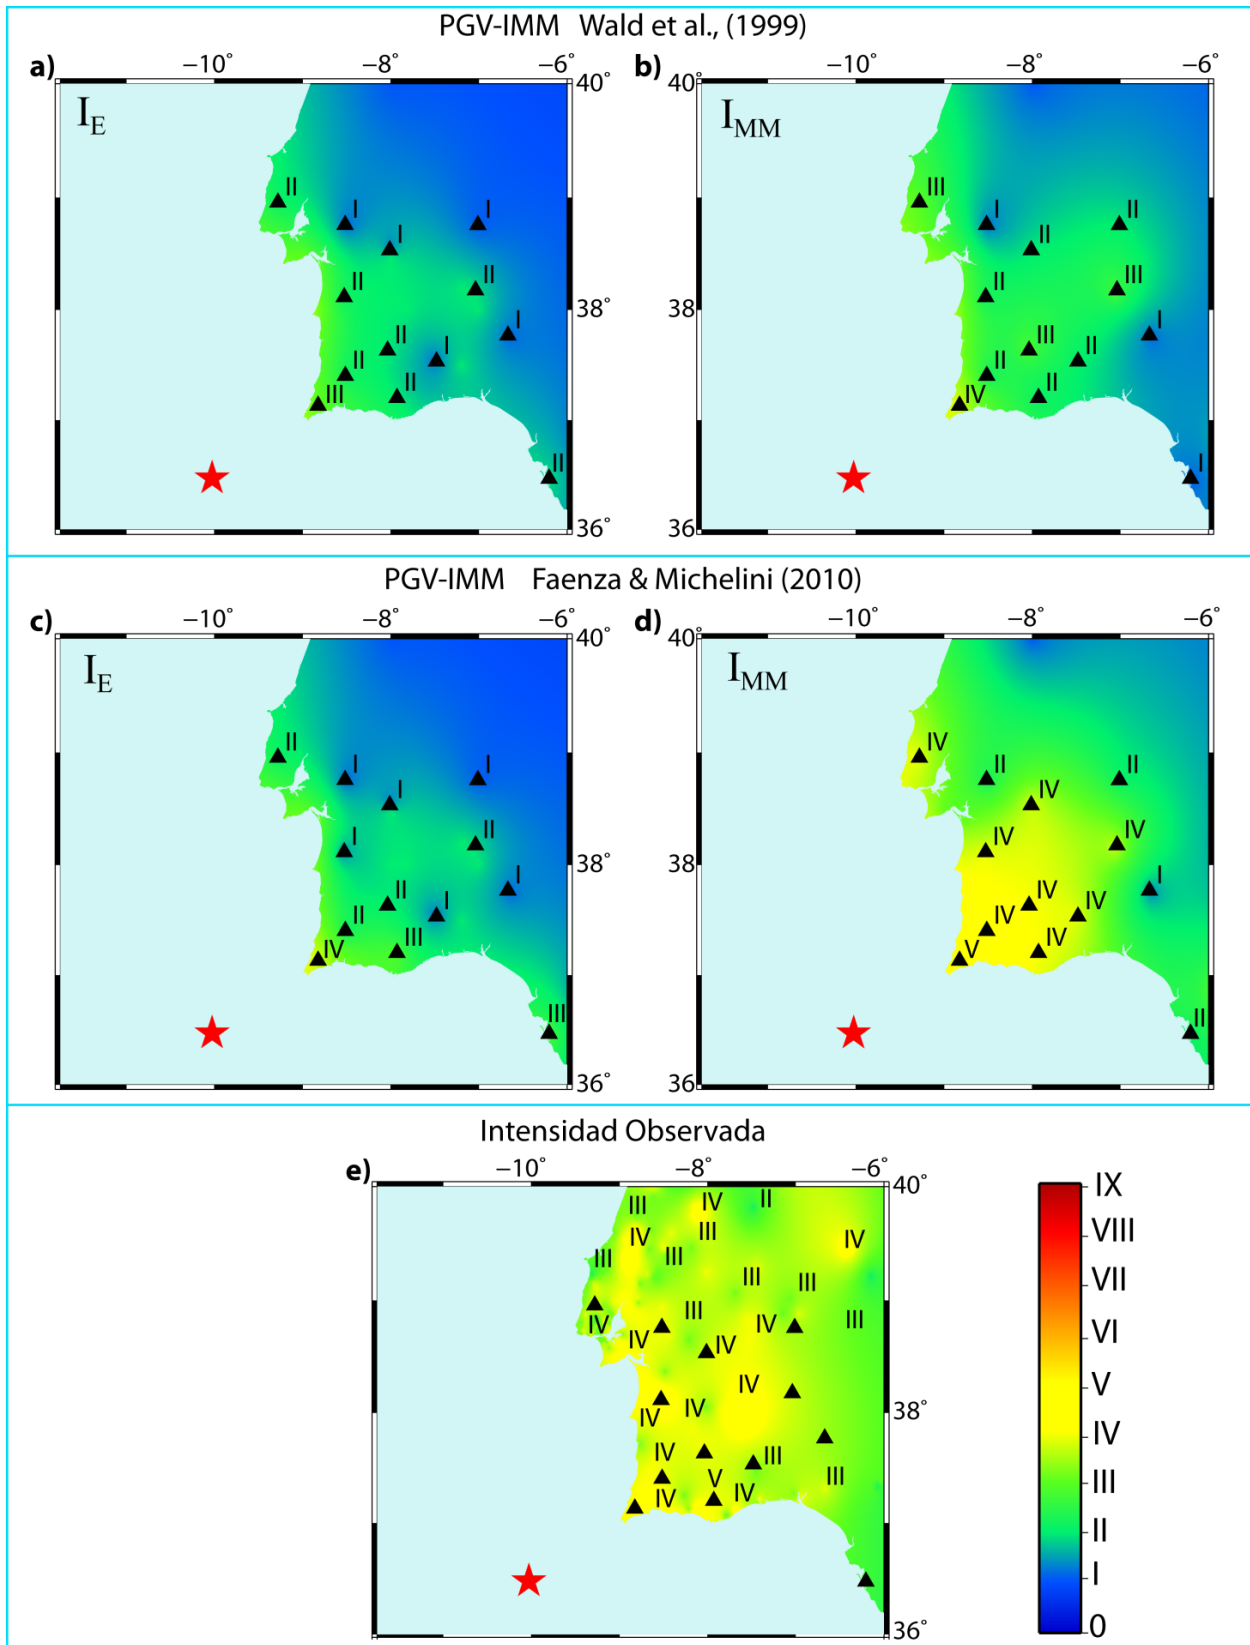 PGV-IMM Wald et al., (1999)
a)
−10° −8° −6°
40°
I_E
II
I
I
I
II
II
I
II
I
II
II
III
II
38°
36°
b)
−10° −8° −6°
40°
I_MM
III
I
II
II
II
III
I
III
II
II
II
IV
I
38°
36°
PGV-IMM Faenza & Michelini (2010)
c)
−10° −8° −6°
40°
I_E
II
I
I
I
I
II
I
II
I
II
III
IV
III
38°
36°
d)
−10° −8° −6°
40°
I_MM
IV
II
II
IV
IV
IV
I
IV
IV
IV
IV
V
II
38°
36°
Intensidad Observada
e)
−10° −8° −6°
40°
III
IV
II
IV
III
IV
III
III
III
III
III
III
IV
IV
IV
IV
IV
IV
IV
IV
III
V
III
IV
IV
38°
36°
IX
VIII
VII
VI
V
IV
III
II
I
0